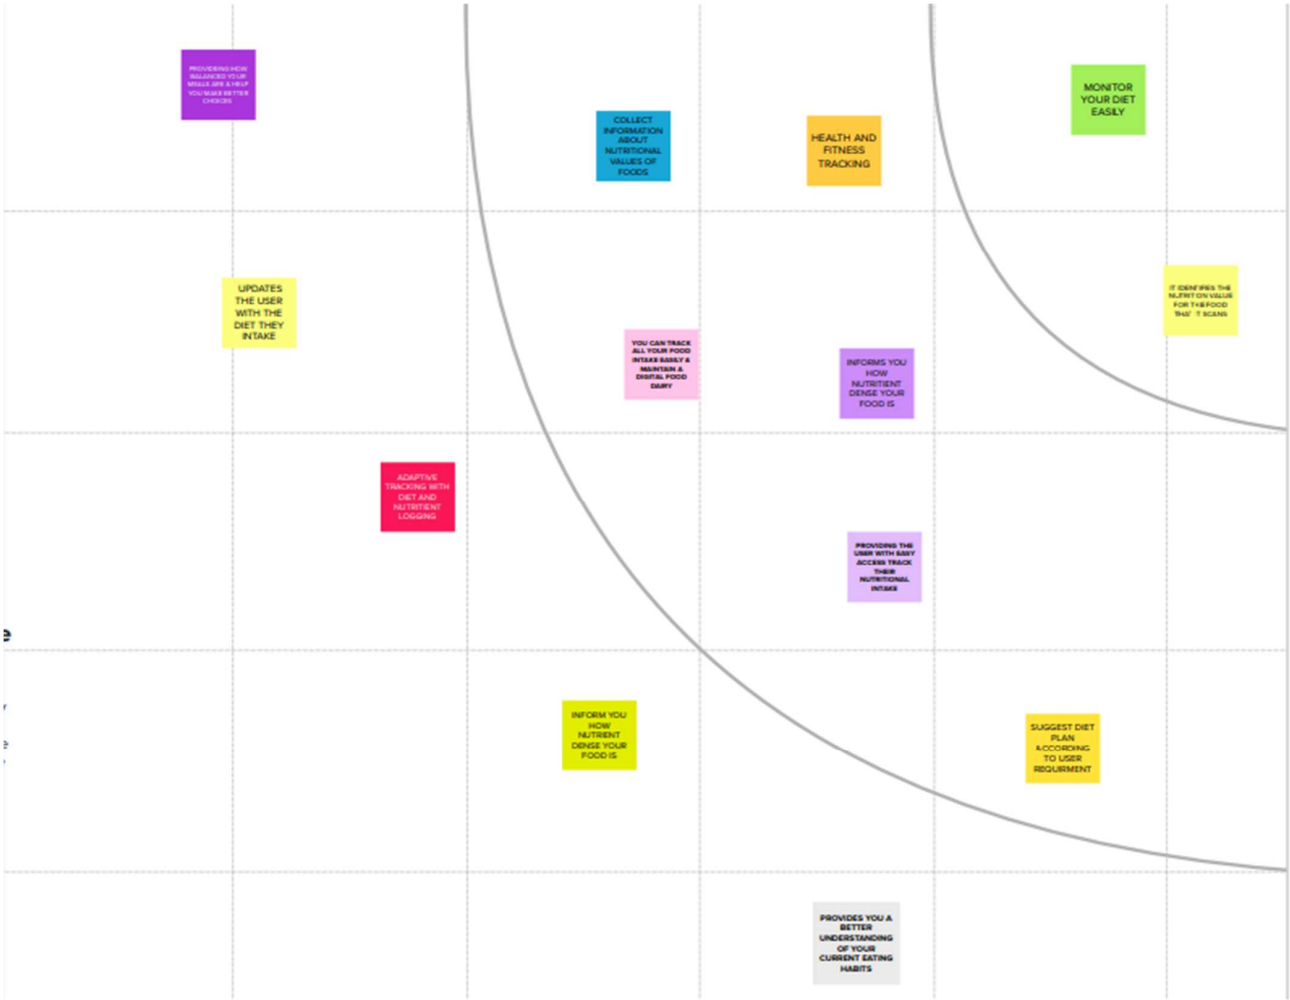 PROVIDING HOW
BALANCED YOUR
MEALS ARE & HELP
YOU MAKE BETTER
CHOICES
COLLECT
INFORMATION
ABOUT
NUTRITIONAL
VALUES OF
FOODS
HEALTH AND
FITNESS
TRACKING
MONITOR
YOUR DIET
EASILY
UPDATES
THE USER
WITH THE
DIET THEY
INTAKE
YOU CAN TRACK
ALL YOUR FOOD
INTAKE EASILY &
MAINTAIN A
DIGITAL FOOD
DAIRY
INFORMS YOU
HOW
NUTRITIENT
DENSE YOUR
FOOD IS
IT IDENTIFIES THE
NUTRITION VALUE
FOR THE FOOD
THAT IT SCANS
ADAPTIVE
TRACKING WITH
DIET AND
NUTRITIENT
LOGGING
PROVIDING THE
USER WITH EASY
ACCESS TRACK
THEIR
NUTRITIONAL
INTAKE
INFORM YOU
HOW
NUTRIENT
DENSE YOUR
FOOD IS
SUGGEST DIET
PLAN
ACCORDING
TO USER
REQUIRMENT
PROVIDES YOU A
BETTER
UNDERSTANDING
OF YOUR
CURRENT EATING
HABITS